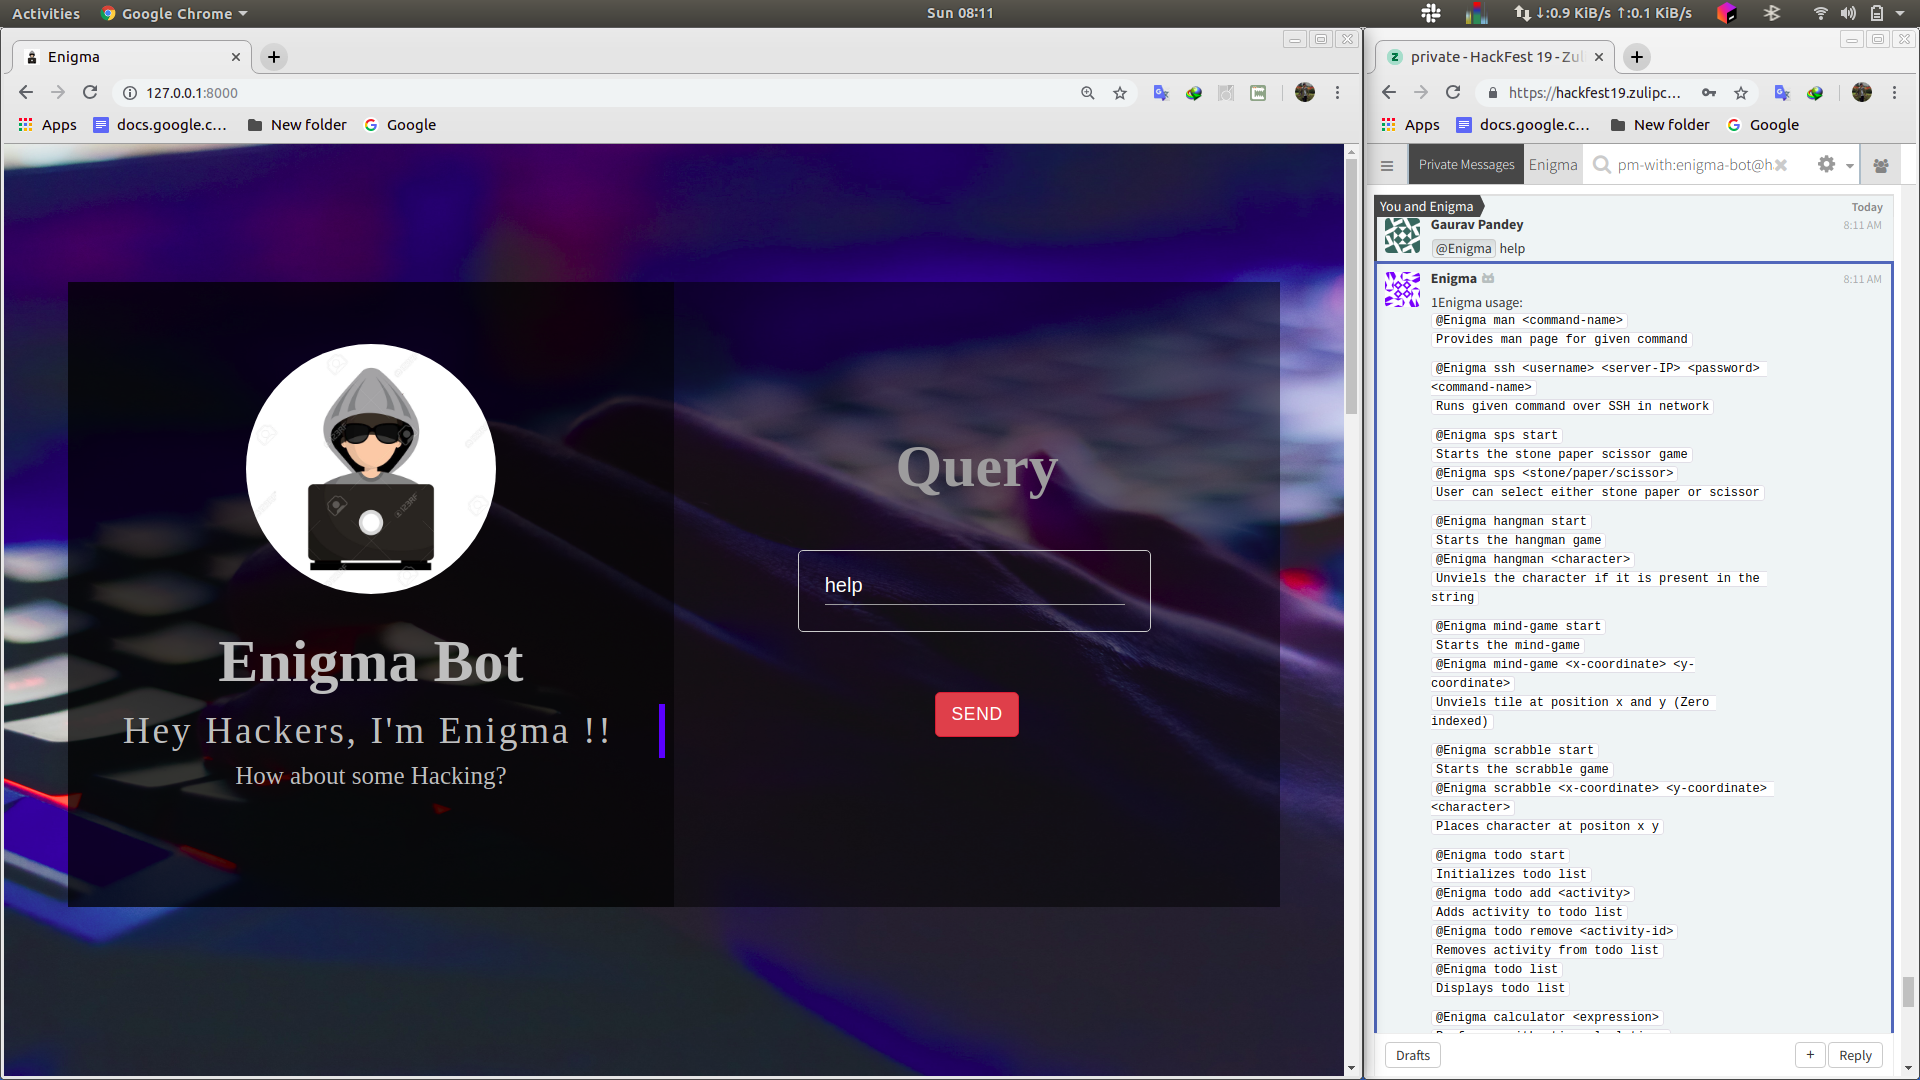 Activities
Google Chrome
Sun 08:11
↓:0.9 KiB/s ↑:0.1 KiB/s
Enigma
127.0.0.1:8000
Apps
docs.google.c...
New folder
Google
Enigma Bot
Hey Hackers, I'm Enigma !!
How about some Hacking?
Query
help
SEND
private - HackFest 19 - Zul
https://hackfest19.zulipc...
Apps
docs.google.c...
New folder
Google
Private Messages
Enigma
pm-with:enigma-bot@h
You and Enigma
Today
Gaurav Pandey
8:11 AM
@Enigma help
Enigma
8:11 AM
1Enigma usage:
@Enigma man <command-name>
Provides man page for given command
@Enigma ssh <username> <server-IP> <password>
<command-name>
Runs given command over SSH in network
@Enigma sps start
Starts the stone paper scissor game
@Enigma sps <stone/paper/scissor>
User can select either stone paper or scissor
@Enigma hangman start
Starts the hangman game
@Enigma hangman <character>
Unviels the character if it is present in the
string
@Enigma mind-game start
Starts the mind-game
@Enigma mind-game <x-coordinate> <y-
coordinate>
Unviels tile at position x and y (Zero
indexed)
@Enigma scrabble start
Starts the scrabble game
@Enigma scrabble <x-coordinate> <y-coordinate>
<character>
Places character at positon x y
@Enigma todo start
Initializes todo list
@Enigma todo add <activity>
Adds activity to todo list
@Enigma todo remove <activity-id>
Removes activity from todo list
@Enigma todo list
Displays todo list
@Enigma calculator <expression>
Drafts
+
Reply